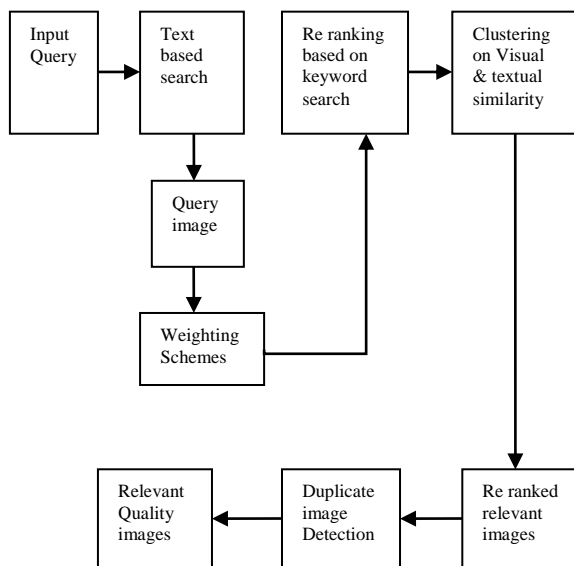 Input
Query
Text
based
search
Re ranking
based on
keyword
search
Clustering
on Visual
& textual
similarity
Query
image
Weighting
Schemes
Relevant
Quality
images
Duplicate
image
Detection
Re ranked
relevant
images